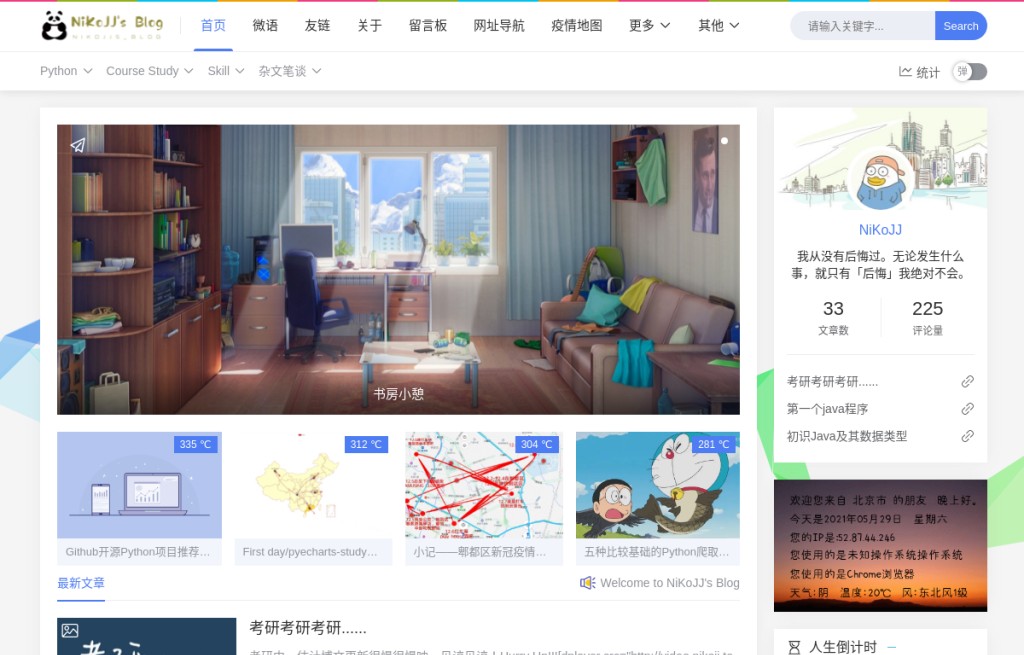 NiKoJJ's Blog
NIKOJJS_BLOG
首页
微语
友链
关于
留言板
网址导航
疫情地图
更多
其他
请输入关键字...
Search
Python
Course Study
Skill
杂文笔谈
统计
弹
书房小憩
NiKoJJ
我从没有后悔过。无论发生什么
事，就只有「后悔」我绝对不会。
33
225
文章数
评论量
考研考研考研......
第一个java程序
初识Java及其数据类型
335 ℃
312 ℃
304 ℃
281 ℃
Github开源Python项目推荐...
First day/pyecharts-study...
小记——郫都区新冠疫情...
五种比较基础的Python爬取...
欢迎您来自 北京市 的朋友 晚上好。
今天是2021年05月29日 星期六
您的IP是:52.87.44.246
您使用的是未知操作系统操作系统
您使用的是Chrome浏览器
天气:阴 温度:20℃ 风:东北风1级
最新文章
Welcome to NiKoJJ's Blog
考研考研考研......
人生倒计时